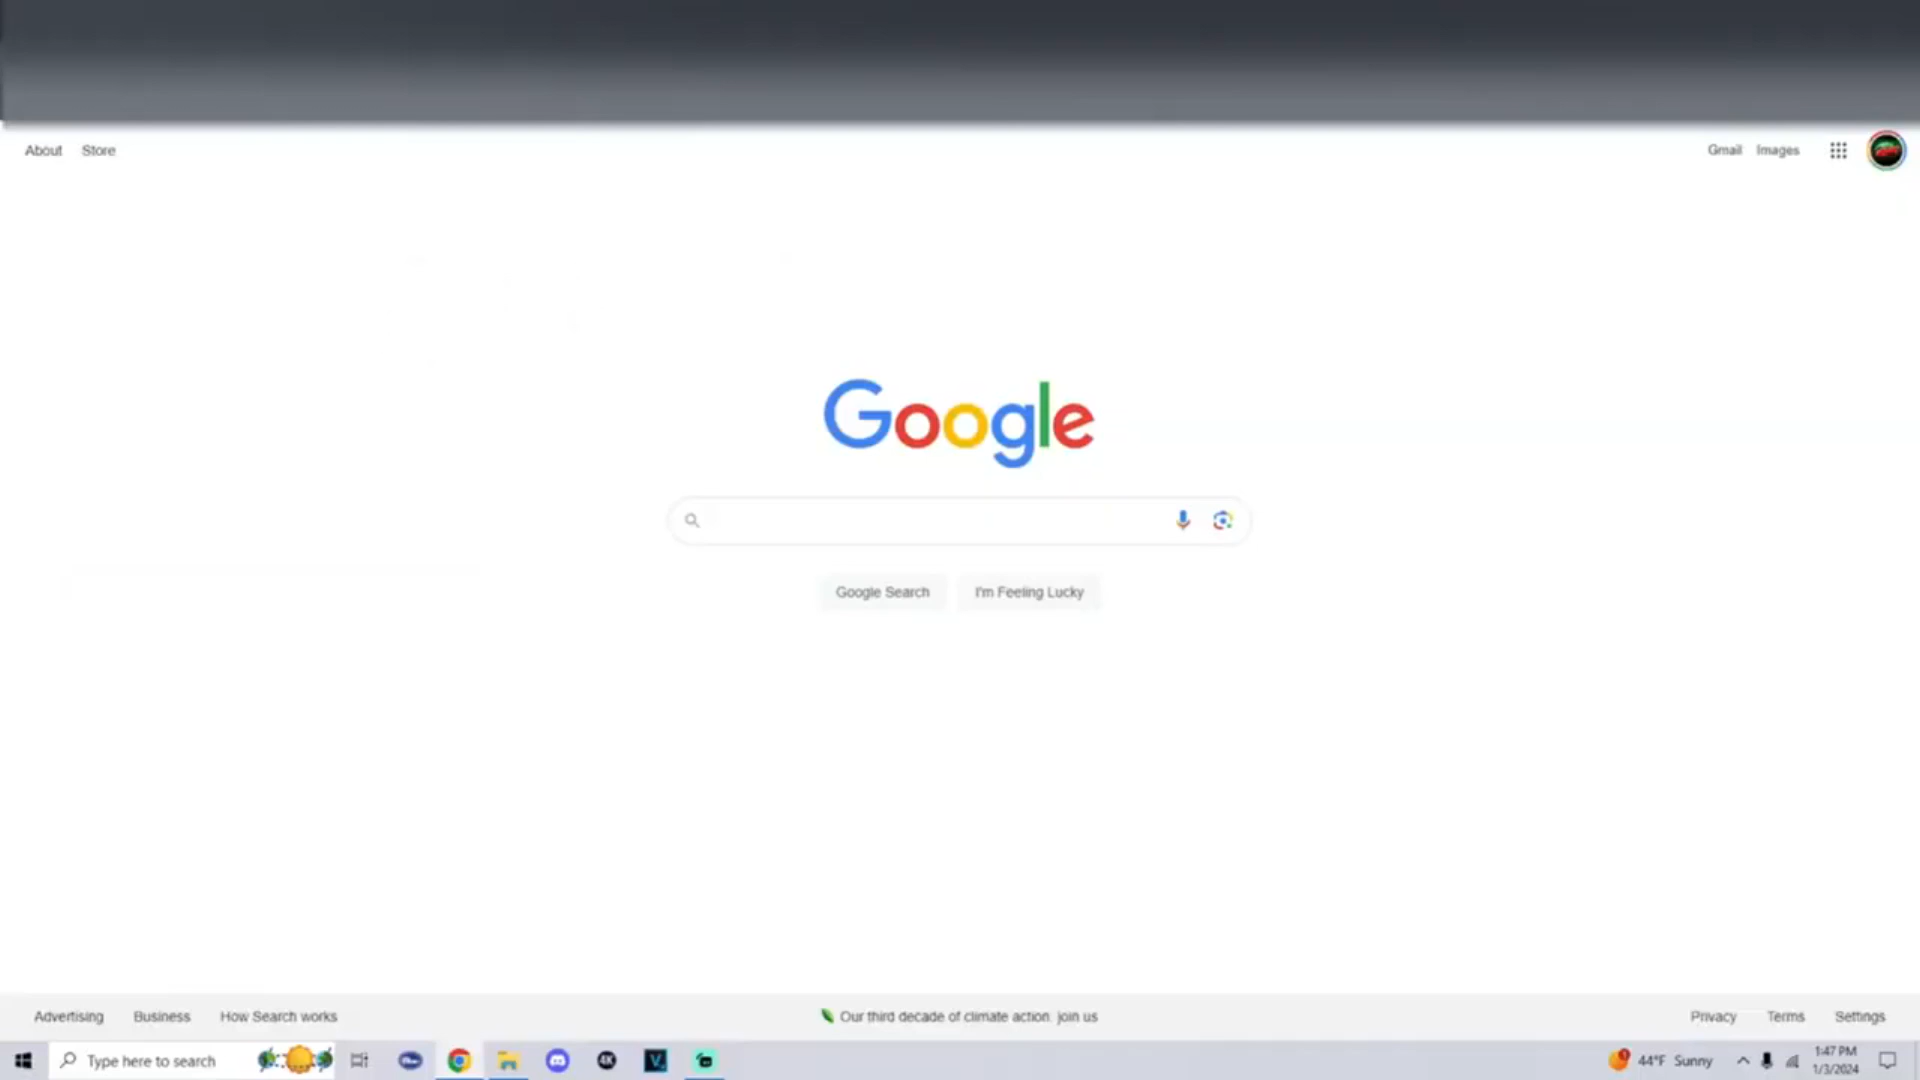 About Store
Gmail Images
Google
Google Search I'm Feeling Lucky
Advertising Business How Search works
Our third decade of climate action: join us
Privacy Terms Settings
Type here to search
4K
V
44°F Sunny
1:47 PM
1/3/2024